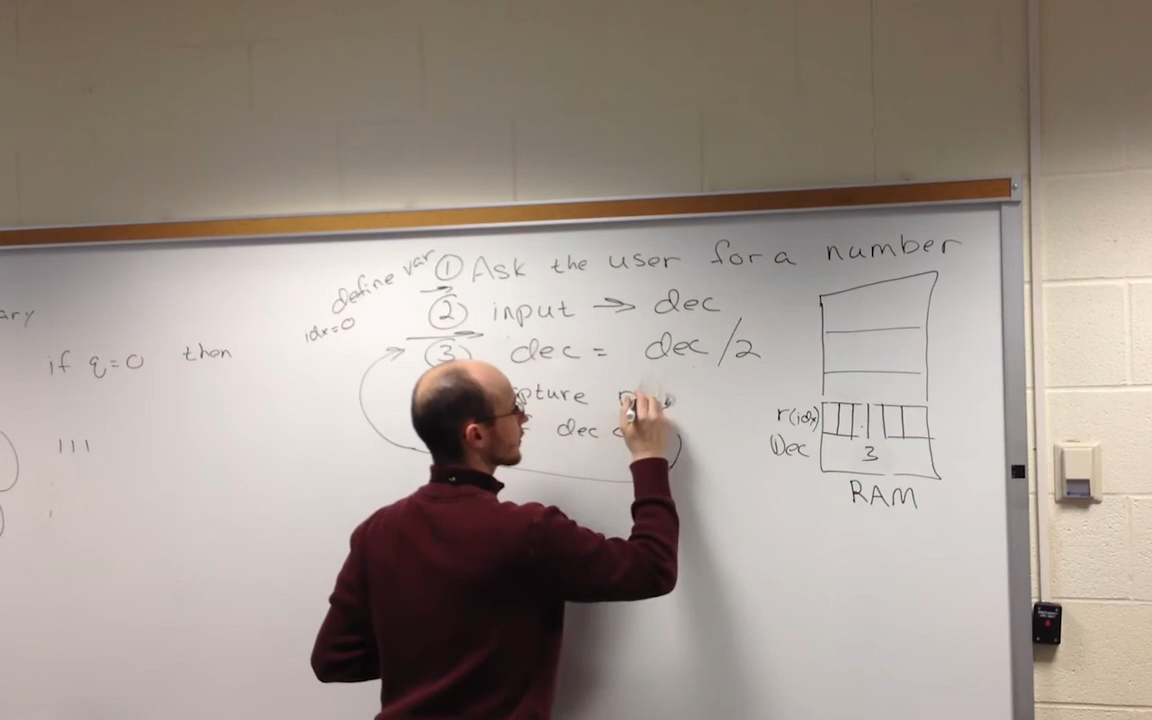 define var
idx=0
① Ask the user for a number
② input → dec
③ dec = dec/2
dec
ary
if q=0 then
111
r(idx)
Dec
3
RAM